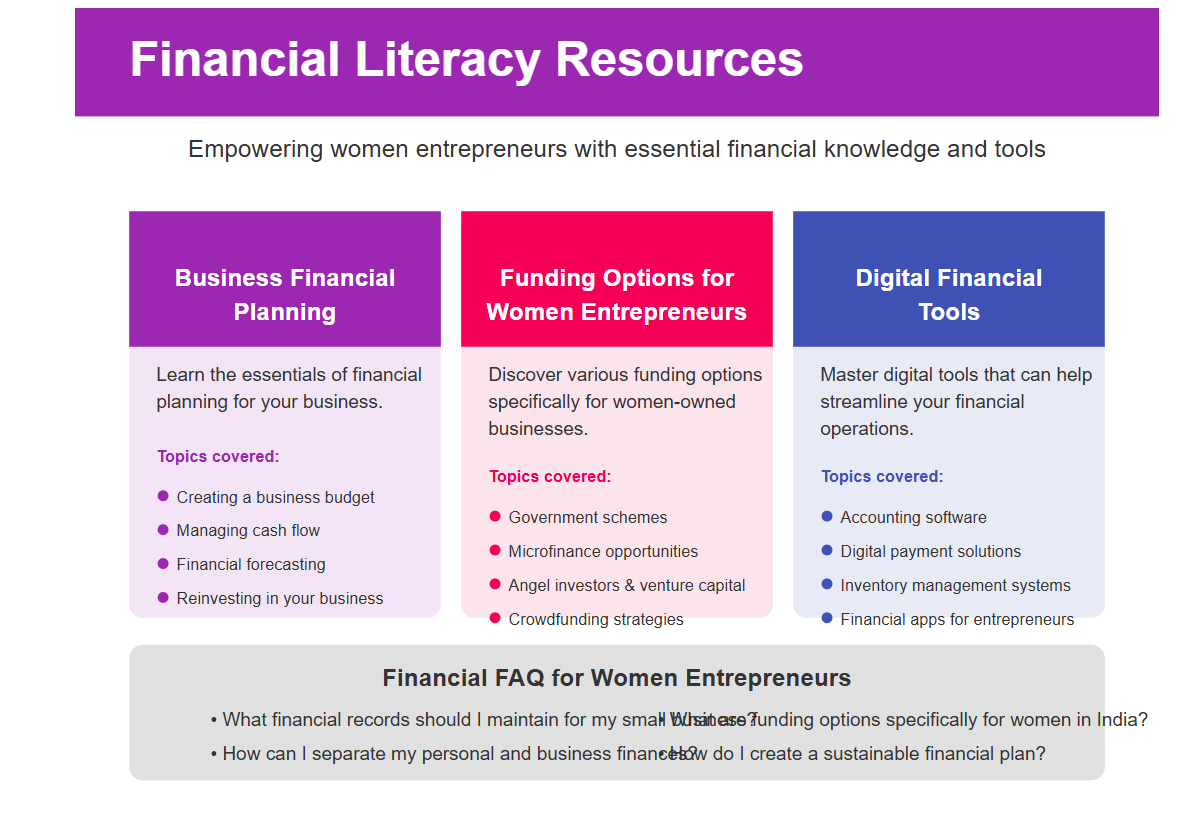 Financial Literacy Resources
Empowering women entrepreneurs with essential financial knowledge and tools
Business Financial
Planning
Learn the essentials of financial
planning for your business.
Topics covered:
Creating a business budget
Managing cash flow
Financial forecasting
Reinvesting in your business
Funding Options for
Women Entrepreneurs
Discover various funding options
specifically for women-owned
businesses.
Topics covered:
Government schemes
Microfinance opportunities
Angel investors & venture capital
Crowdfunding strategies
Digital Financial
Tools
Master digital tools that can help
streamline your financial
operations.
Topics covered:
Accounting software
Digital payment solutions
Inventory management systems
Financial apps for entrepreneurs
Financial FAQ for Women Entrepreneurs
• What financial records should I maintain for my small business?
• What are funding options specifically for women in India?
• How can I separate my personal and business finances?
• How do I create a sustainable financial plan?